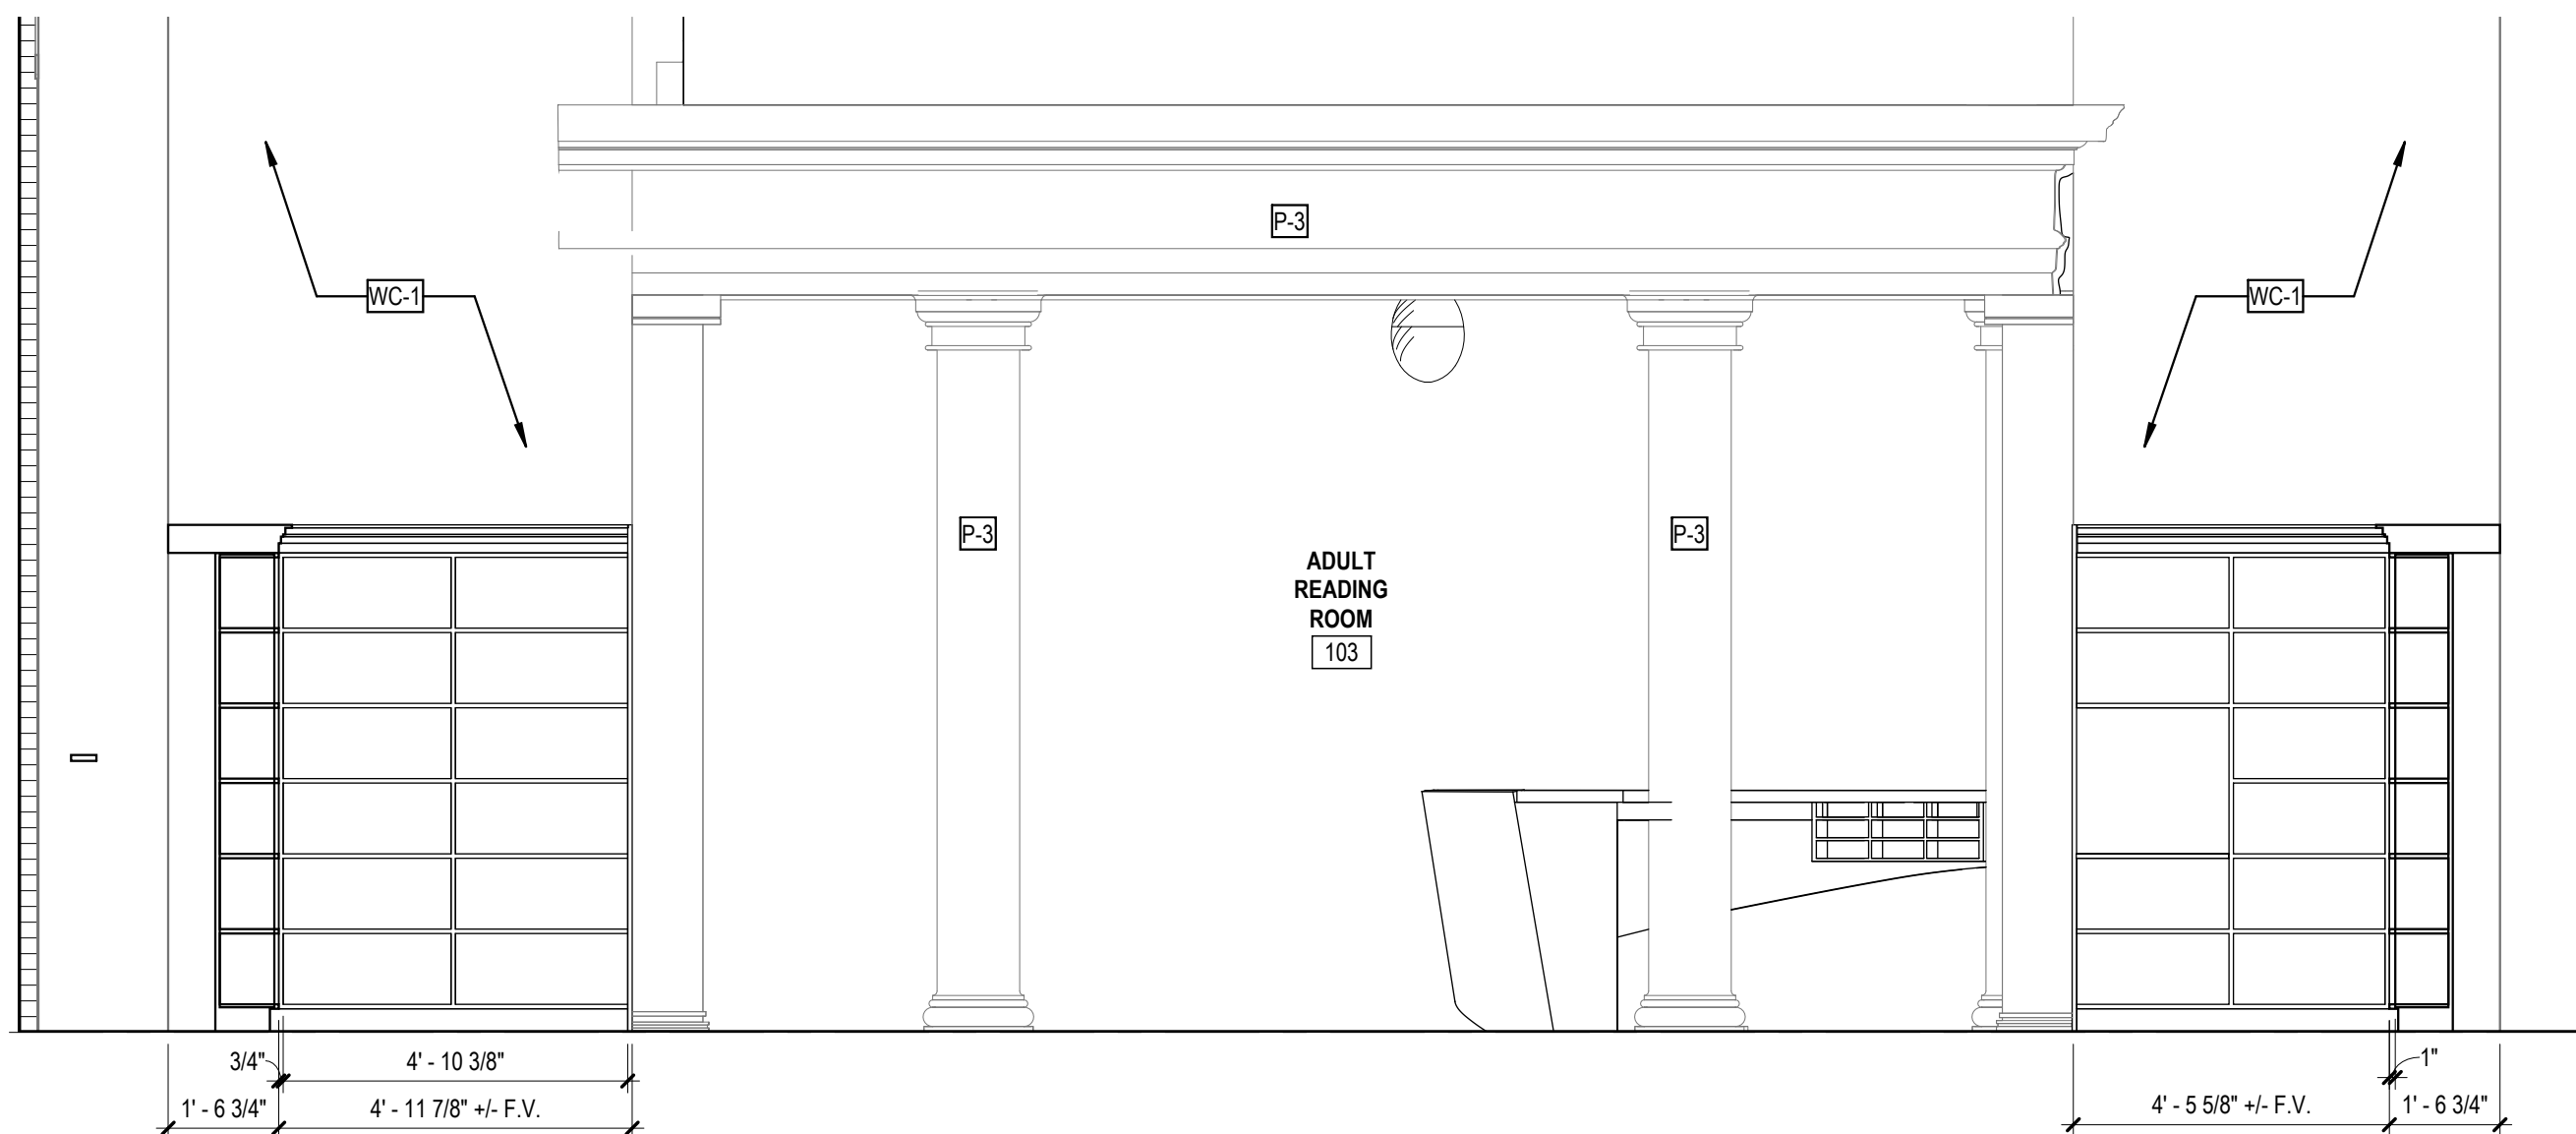 P-3
WC-1
WC-1
P-3
P-3
ADULT
READING
ROOM
103
3/4"
4' - 10 3/8"
1"
1' - 6 3/4"
4' - 11 7/8" +/- F.V.
4' - 5 5/8" +/- F.V.
1' - 6 3/4"